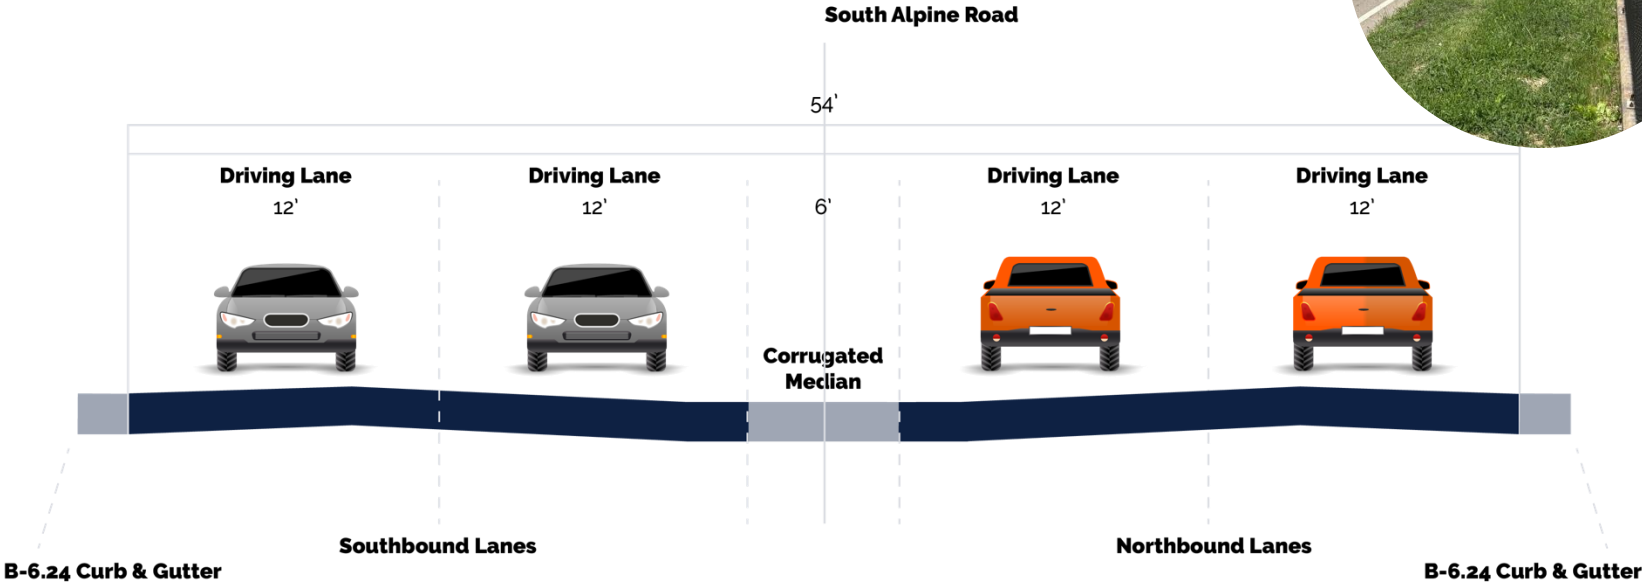 South Alpine Road
54'
Driving Lane
Driving Lane
Driving Lane
Driving Lane
12'
12'
6'
12'
12'
Corrugated
Median
Southbound Lanes
Northbound Lanes
B-6.24 Curb & Gutter
B-6.24 Curb & Gutter